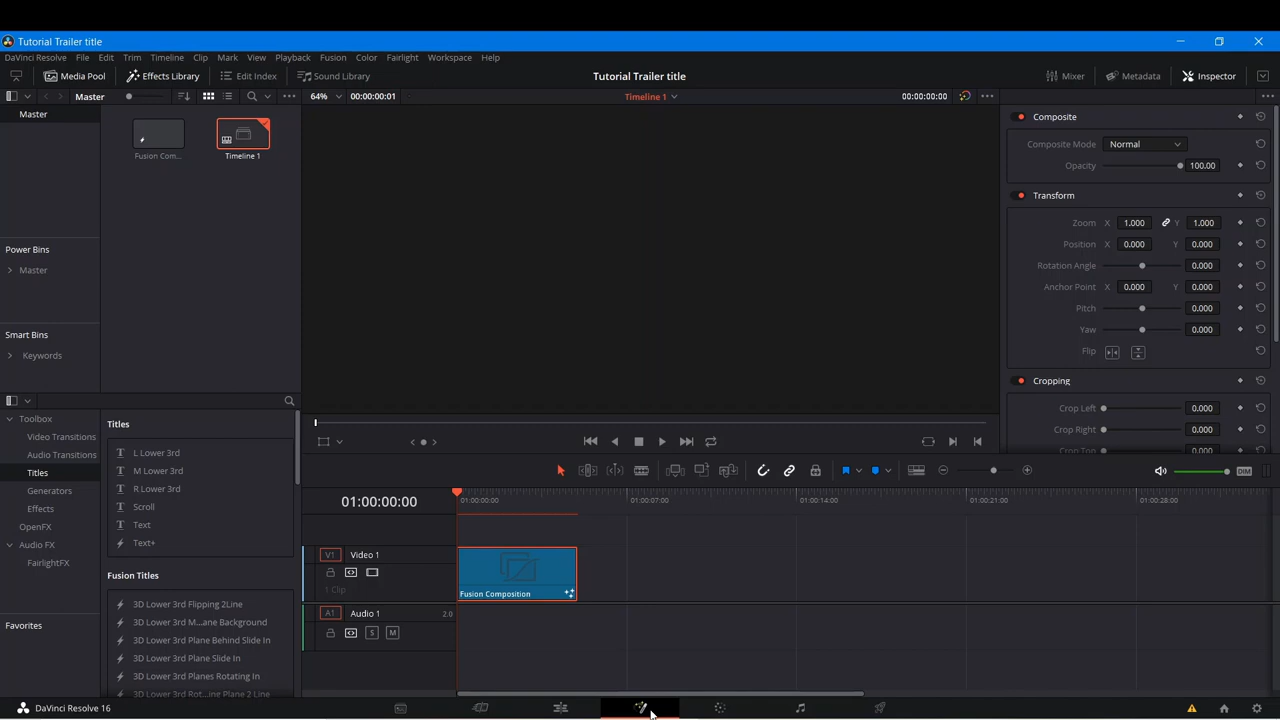 Tutorial Trailer title
DaVinci Resolve File Edit Trim Timeline Clip Mark View Playback Fusion Color Fairlight Workspace Help
Media Pool Effects Library Edit Index Sound Library Tutorial Trailer title Mixer Metadata Inspector
Master 64% 00:00:00:01 Timeline 1 00:00:00:00
Master
Fusion Com... Timeline 1
Power Bins
Master
Smart Bins
Keywords
Composite
Composite Mode Normal
Opacity 100.00
Transform
Zoom X 1.000 Y 1.000
Position X 0.000 Y 0.000
Rotation Angle 0.000
Anchor Point X 0.000 Y 0.000
Pitch 0.000
Yaw 0.000
Flip
Cropping
Crop Left 0.000
Crop Right 0.000
Toolbox
Video Transitions
Audio Transitions
Titles
Generators
Effects
OpenFX
Audio FX
FairlightFX
Favorites
Titles
L Lower 3rd
M Lower 3rd
R Lower 3rd
Scroll
Text
Text+
Fusion Titles
3D Lower 3rd Flipping 2Line
3D Lower 3rd M...ane Background
3D Lower 3rd Plane Behind Slide In
3D Lower 3rd Plane Slide In
3D Lower 3rd Planes Rotating In
3D Lower 3rd Rot...ing Plane 2 Line
DIM
01:00:00:00 01:00:00:00 01:00:07:00 01:00:14:00 01:00:21:00 01:00:28:00
V1 Video 1
1 Clip
Fusion Composition
A1 Audio 1 2.0
S M
DaVinci Resolve 16